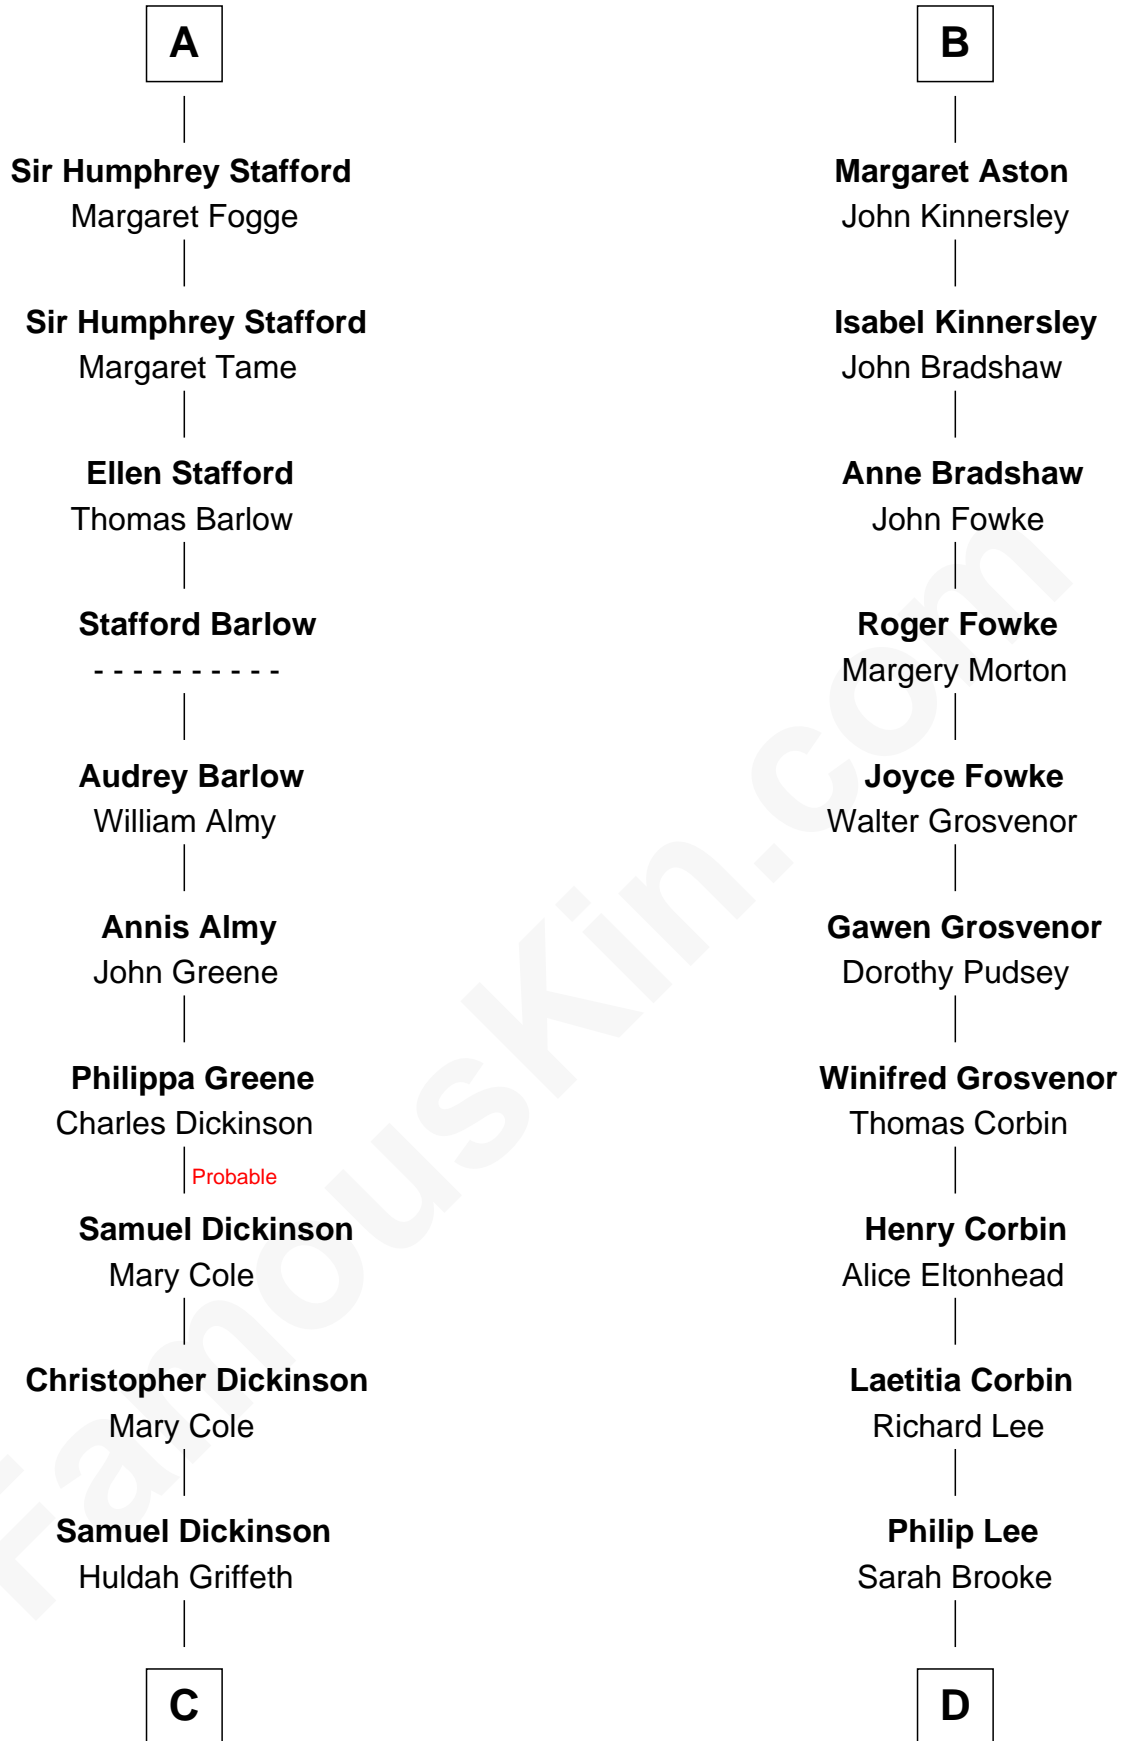 A
Sir Humphrey Stafford
Margaret Fogge
Sir Humphrey Stafford
Margaret Tame
Ellen Stafford
Thomas Barlow
Stafford Barlow
- - - - - - - - - -
Audrey Barlow
William Almy
Annis Almy
John Greene
Philippa Greene
Charles Dickinson
Probable
Samuel Dickinson
Mary Cole
Christopher Dickinson
Mary Cole
Samuel Dickinson
Huldah Griffeth
C
B
Margaret Aston
John Kinnersley
Isabel Kinnersley
John Bradshaw
Anne Bradshaw
John Fowke
Roger Fowke
Margery Morton
Joyce Fowke
Walter Grosvenor
Gawen Grosvenor
Dorothy Pudsey
Winifred Grosvenor
Thomas Corbin
Henry Corbin
Alice Eltonhead
Laetitia Corbin
Richard Lee
Philip Lee
Sarah Brooke
D
FamousKin.com